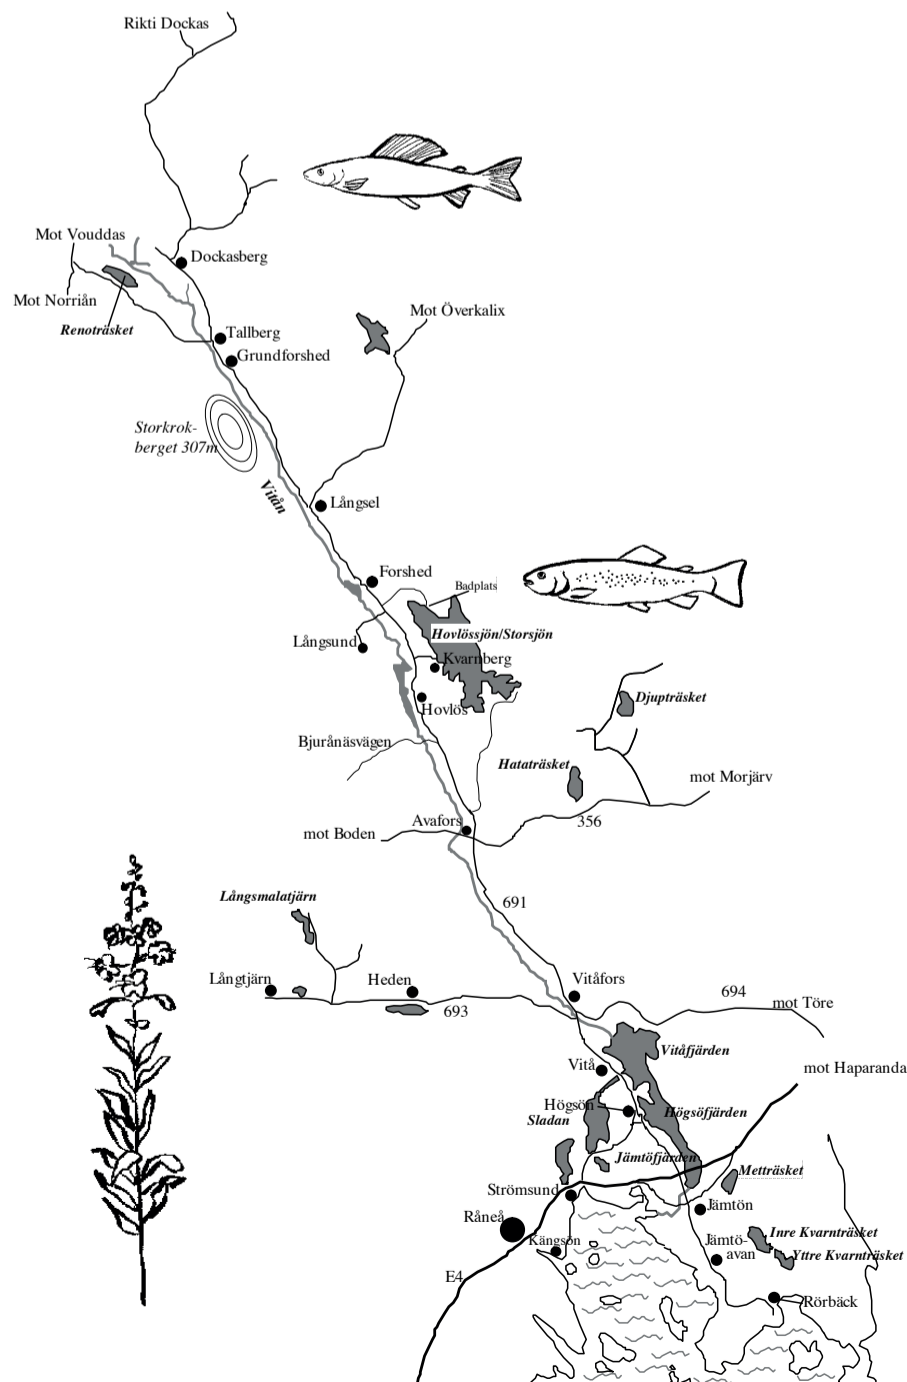 Rikti Dockas
Mot Vouddas
Dockasberg
Mot Norriån
Renoträsket
Mot Överkalix
Tallberg
Grundforshed
Storkrok-
berget 307m
Vitån
Långsel
Forshed
Badplats
Långsund
Hovlössjön/Storsjön
Kvarnberg
Hovlös
Djupträsket
Bjurånäsvägen
Hataträsket
mot Morjärv
Avafors
356
mot Boden
Långsmalatjärn
691
Långtjärn
Heden
Vitåfors
693
694
mot Töre
Vitåfjärden
Vitå
mot Haparanda
Högsön
Högsöfjärden
Sladan
Jämtöfjärden
Metträsket
Strömsund
Jämtön
Råneå
Kängsön
Jämtö-
avan
Inre Kvarnträsket
Yttre Kvarnträsket
E4
Rörbäck